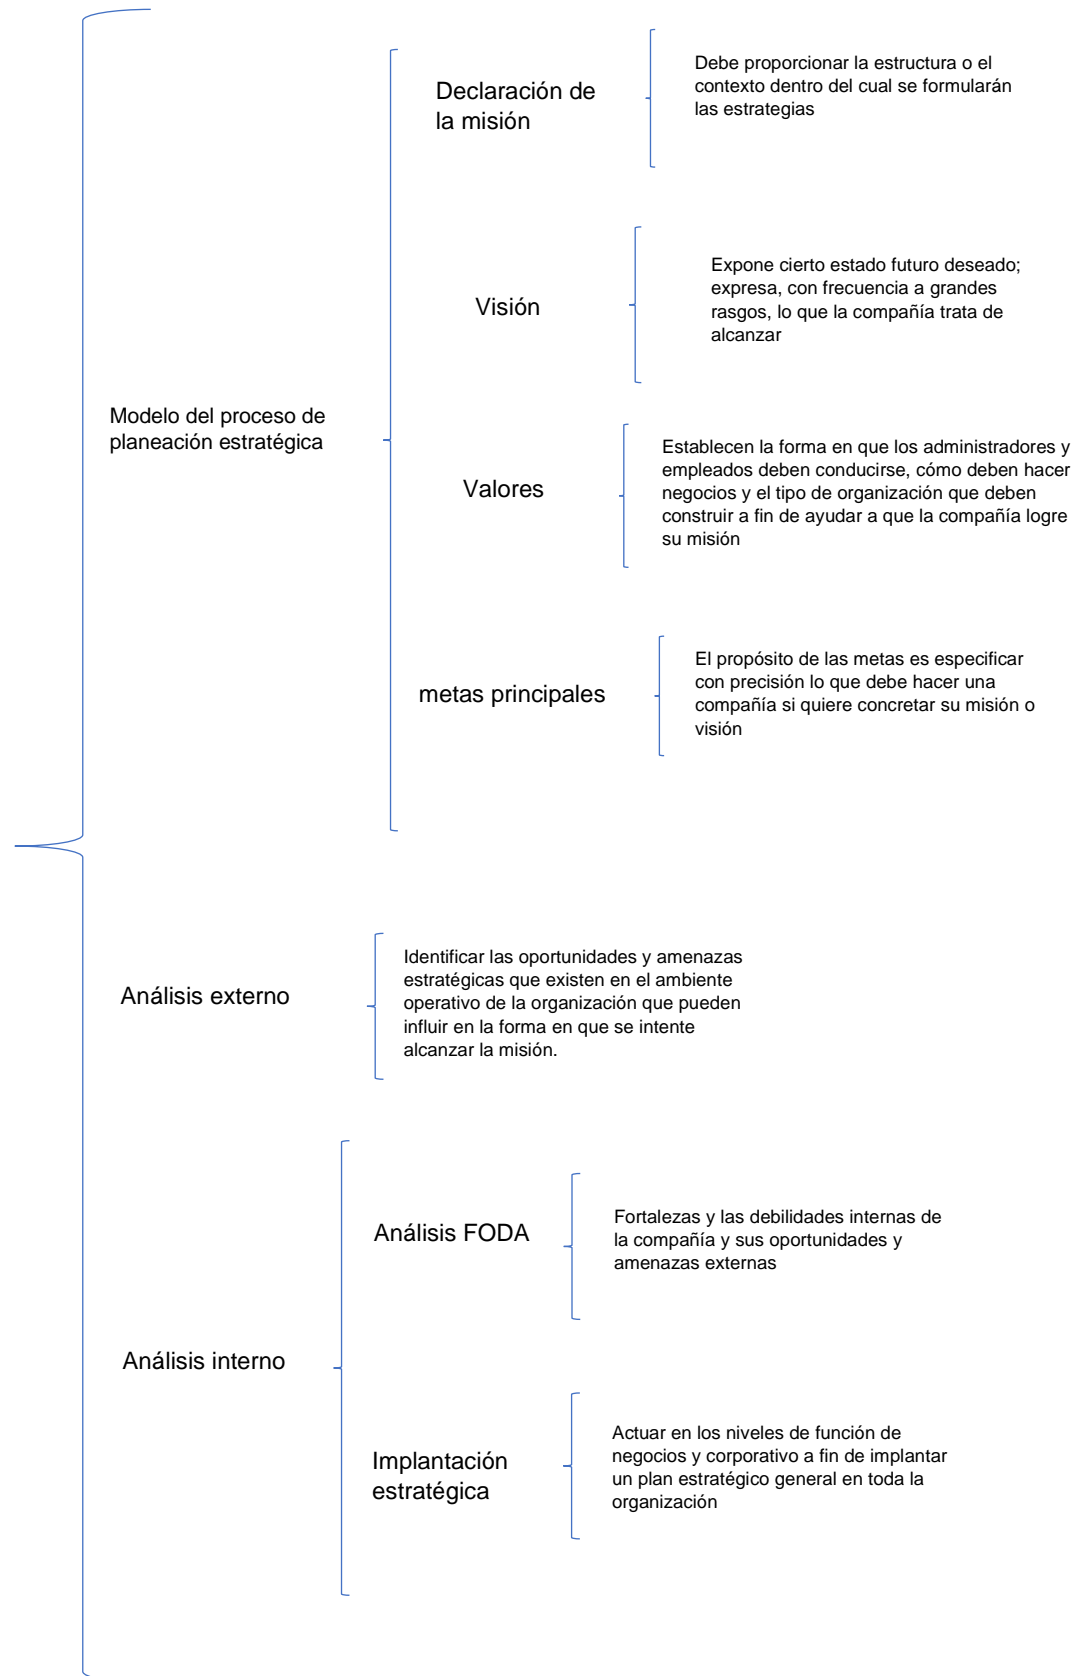 Modelo del proceso de
planeación estratégica
Declaración de
la misión
Debe proporcionar la estructura o el
contexto dentro del cual se formularán
las estrategias
Visión
Expone cierto estado futuro deseado;
expresa, con frecuencia a grandes
rasgos, lo que la compañía trata de
alcanzar
Valores
Establecen la forma en que los administradores y
empleados deben conducirse, cómo deben hacer
negocios y el tipo de organización que deben
construir a fin de ayudar a que la compañía logre
su misión
metas principales
El propósito de las metas es especificar
con precisión lo que debe hacer una
compañía si quiere concretar su misión o
visión
Análisis externo
Identificar las oportunidades y amenazas
estratégicas que existen en el ambiente
operativo de la organización que pueden
influir en la forma en que se intente
alcanzar la misión.
Análisis interno
Análisis FODA
Fortalezas y las debilidades internas de
la compañía y sus oportunidades y
amenazas externas
Implantación
estratégica
Actuar en los niveles de función de
negocios y corporativo a fin de implantar
un plan estratégico general en toda la
organización